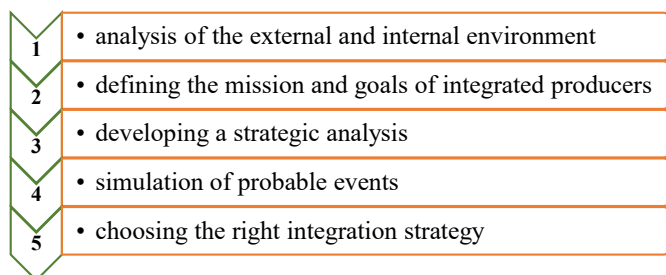 1 • analysis of the external and internal environment
2 • defining the mission and goals of integrated producers
3 • developing a strategic analysis
4 • simulation of probable events
5 • choosing the right integration strategy